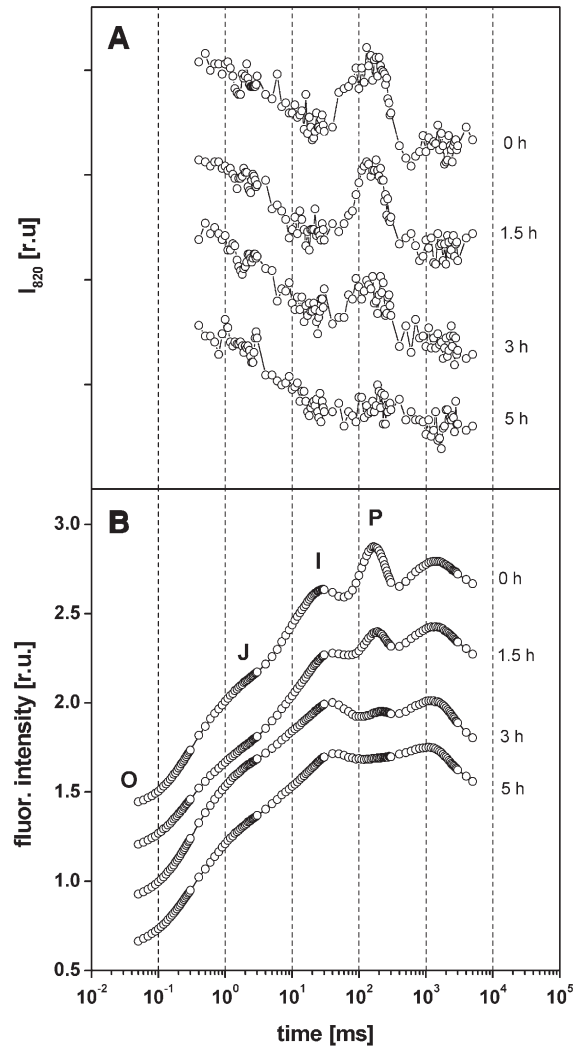 A
I820 [r.u]
0 h
1.5 h
3 h
5 h
B
fluor. intensity [r.u.]
3.0
2.5
2.0
1.5
1.0
0.5
O
J
I
P
0 h
1.5 h
3 h
5 h
10-2 10-1 100 101 102 103 104 105
time [ms]